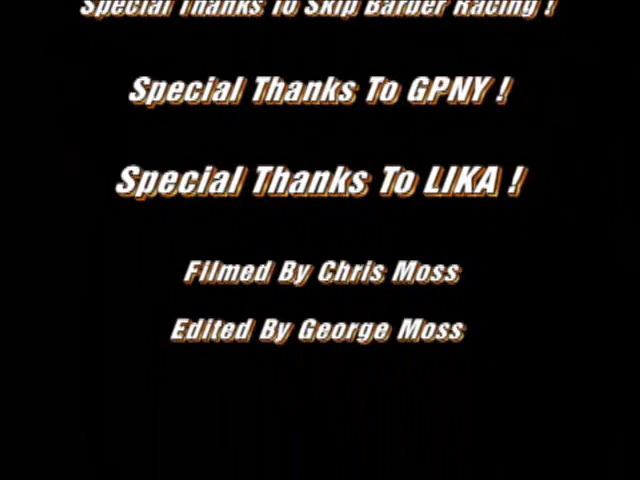 Special Thanks To Skip Barber Racing !
Special Thanks To GPNY !
Special Thanks To LIKA !
Filmed By Chris Moss
Edited By George Moss